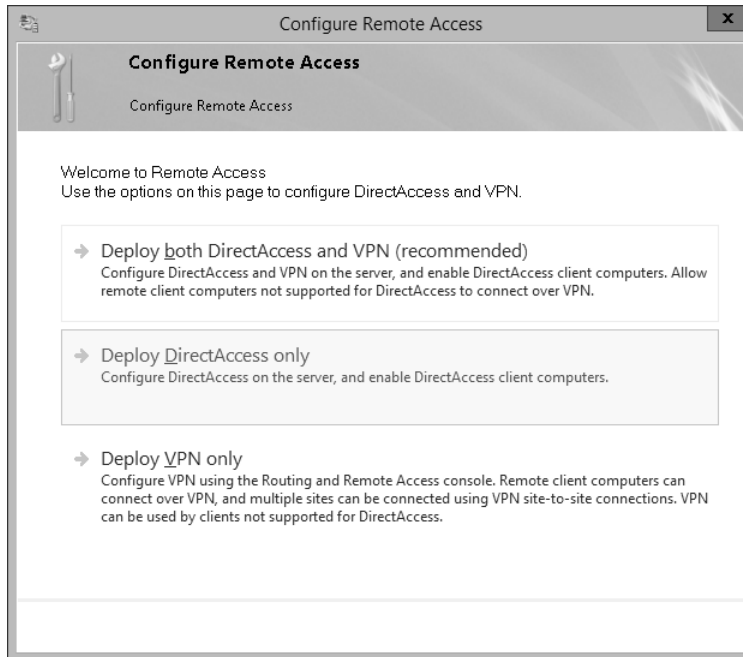 Configure Remote Access
x
Configure Remote Access
Configure Remote Access
Welcome to Remote Access
Use the options on this page to configure DirectAccess and VPN.
Deploy both DirectAccess and VPN (recommended)
Configure DirectAccess and VPN on the server, and enable DirectAccess client computers. Allow
remote client computers not supported for DirectAccess to connect over VPN.
Deploy DirectAccess only
Configure DirectAccess on the server, and enable DirectAccess client computers.
Deploy VPN only
Configure VPN using the Routing and Remote Access console. Remote client computers can
connect over VPN, and multiple sites can be connected using VPN site-to-site connections. VPN
can be used by clients not supported for DirectAccess.